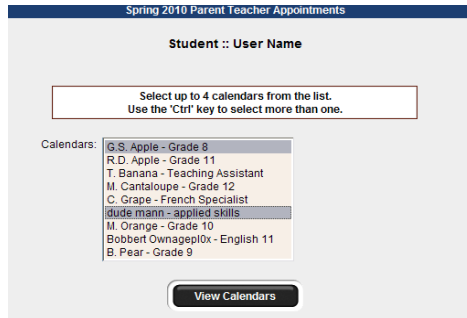 Spring 2010 Parent Teacher Appointments
Student :: User Name
Select up to 4 calendars from the list.
Use the 'Ctrl' key to select more than one.
Calendars:
G.S. Apple - Grade 8
R.D. Apple - Grade 11
T. Banana - Teaching Assistant
M. Cantaloupe - Grade 12
C. Grape - French Specialist
dude mann - applied skills
M. Orange - Grade 10
Bobbert Ownagepl0x - English 11
B. Pear - Grade 9
View Calendars